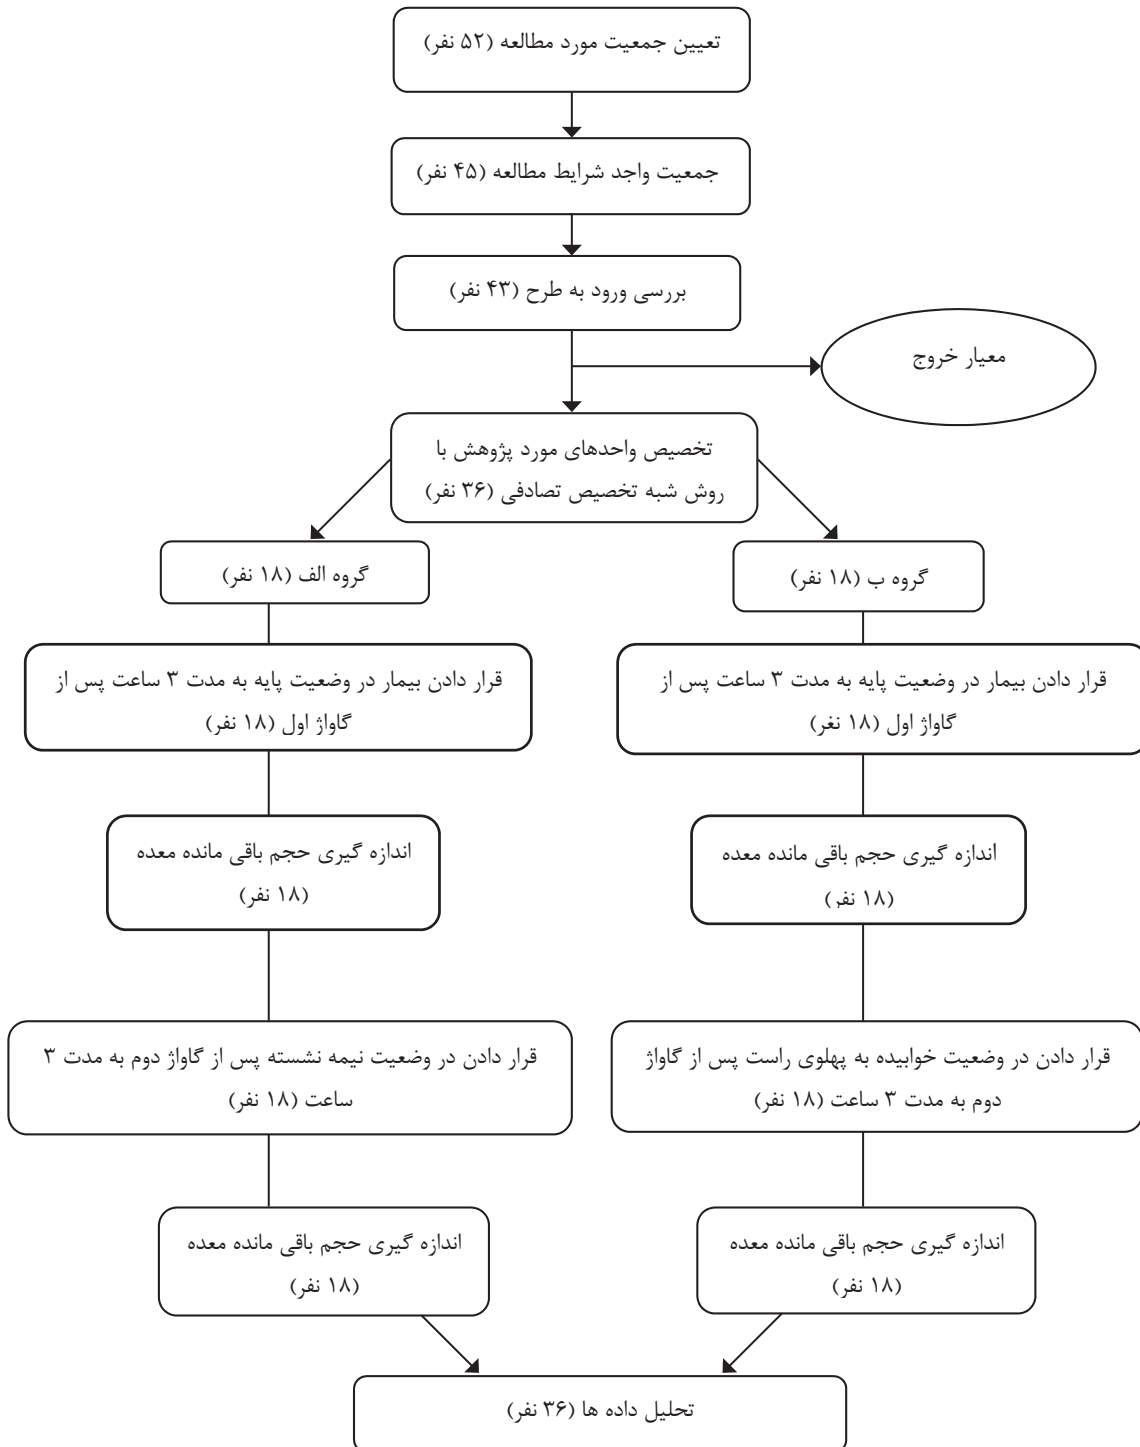 تعیین جمعیت مورد مطالعه (۵۲ نفر)
جمعیت واجد شرایط مطالعه (۴۵ نفر)
بررسی ورود به طرح (۴۳ نفر)
معیار خروج
تخصیص واحدهای مورد پژوهش با
روش شبه تخصیص تصادفی (۳۶ نفر)
گروه ب (۱۸ نفر)
قرار دادن بیمار در وضعیت پایه به مدت ۳ ساعت پس از
گاواژ اول (۱۸ نغر)
اندازه گیری حجم باقی مانده معده
(۱۸ نفر)
قرار دادن در وضعیت خوابیده به پهلوی راست پس از گاواژ
دوم به مدت ۳ ساعت (۱۸ نفر)
اندازه گیری حجم باقی مانده معده
(۱۸ نفر)
گروه الف (۱۸ نفر)
قرار دادن بیمار در وضعیت پایه به مدت ۳ ساعت پس از
گاواژ اول (۱۸ نفر)
اندازه گیری حجم باقی مانده معده
(۱۸ نفر)
قرار دادن در وضعیت نیمه نشسته پس از گاواژ دوم به مدت ۳
ساعت (۱۸ نفر)
اندازه گیری حجم باقی مانده معده
(۱۸ نفر)
تحلیل داده ها (۳۶ نفر)